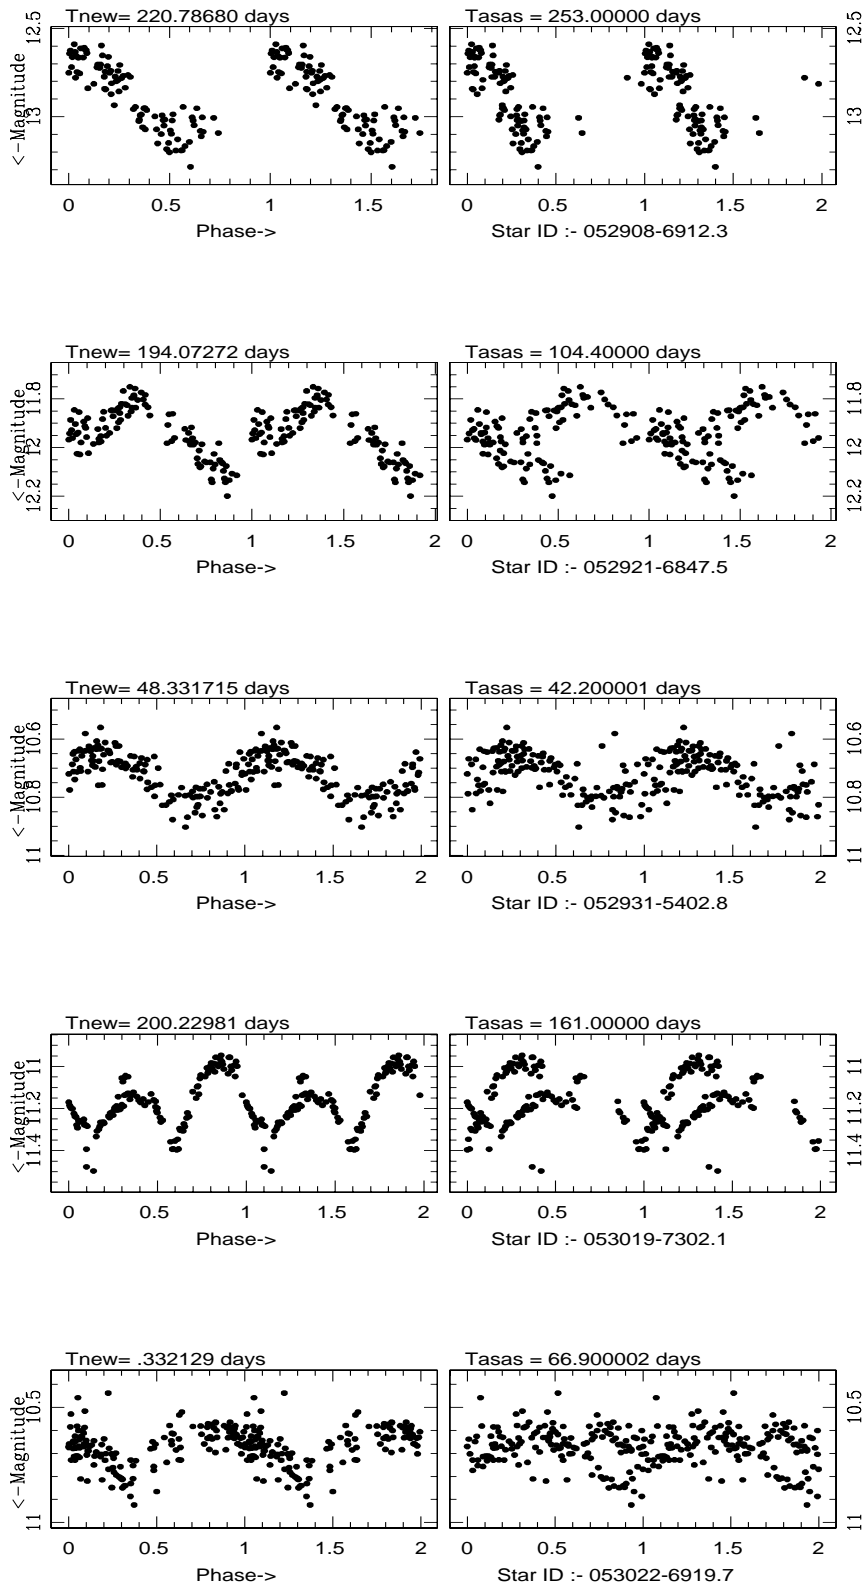 Tnew= 220.78680 days Tasas = 253.00000 days
<-Magnitude
12.5 13 12.5 13
0 0.5 1 1.5 0 0.5 1 1.5 2
Phase-> Star ID :- 052908-6912.3
Tnew= 194.07272 days Tasas = 104.40000 days
<-Magnitude
11.8 12 12.2 11.8 12 12.2
0 0.5 1 1.5 2 0 0.5 1 1.5 2
Phase-> Star ID :- 052921-6847.5
Tnew= 48.331715 days Tasas = 42.200001 days
<-Magnitude
10.6 10.8 11 10.6 10.8 11
0 0.5 1 1.5 2 0 0.5 1 1.5 2
Phase-> Star ID :- 052931-5402.8
Tnew= 200.22981 days Tasas = 161.00000 days
<-Magnitude
11 11.2 11.4 11 11.2 11.4
0 0.5 1 1.5 2 0 0.5 1 1.5 2
Phase-> Star ID :- 053019-7302.1
Tnew= .332129 days Tasas = 66.900002 days
<-Magnitude
10.5 11 10.5 11
0 0.5 1 1.5 2 0 0.5 1 1.5 2
Phase-> Star ID :- 053022-6919.7